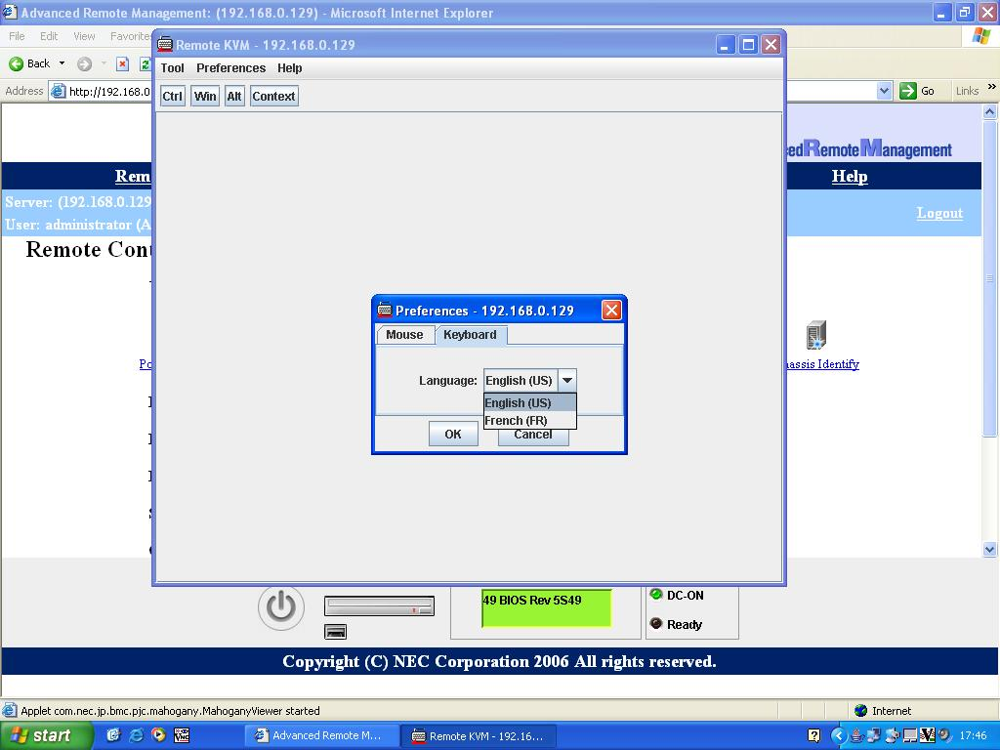 Advanced Remote Management: (192.168.0.129) - Microsoft Internet Explorer
File Edit View Favorites
Back
Address http://192.168.0
Go Links »
Remote KVM - 192.168.0.129
Tool Preferences Help
Ctrl Win Alt Context
edRemoteManagement
Rem
Help
Server: (192.168.0.129
User: administrator (A
Logout
Remote Cont
Preferences - 192.168.0.129
Mouse Keyboard
Language: English (US)
English (US)
French (FR)
OK Cancel
Po
assis Identify
49 BIOS Rev 5S49
DC-ON
Ready
Copyright (C) NEC Corporation 2006 All rights reserved.
Applet com.nec.jp.bmc.pjc.mahogany.MahoganyViewer started
Internet
start
Advanced Remote M...
Remote KVM - 192.16...
17:46